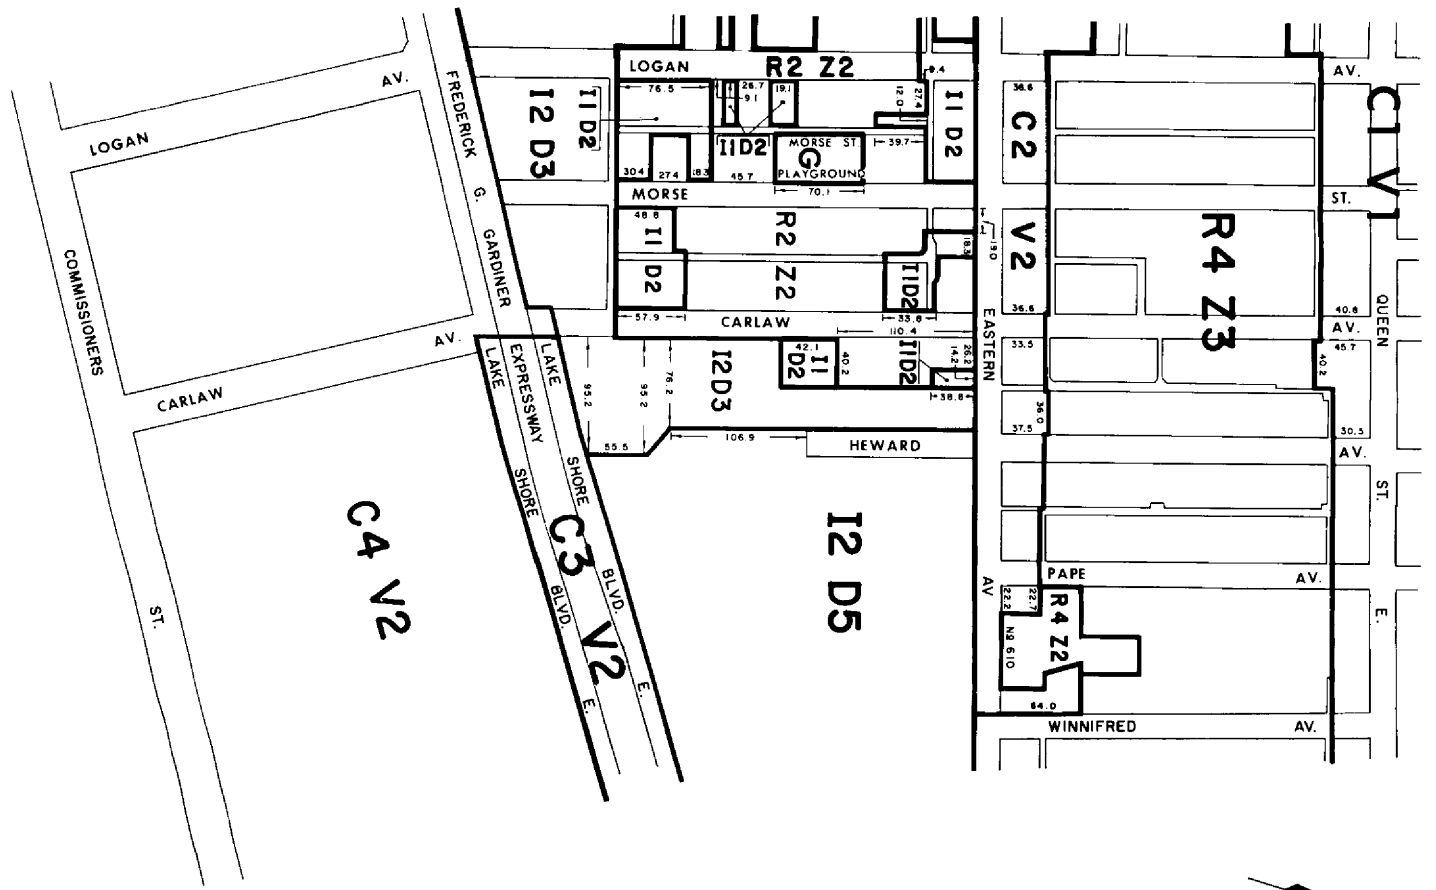 LOGAN
AV.
FREDERICK
G.
GARDINER
EXPRESSWAY
COMMISSIONERS
ST.
CARLAW
AV.
LAKE
SHORE
BLVD.
E.
LAKE
SHORE
BLVD.
E.
C4 V2
C3 V2
I2 D3
I1 D2
LOGAN
R2 Z2
AV.
76.5
9.1
26.7
19.1
9.4
27.4
12.0
I1 D2
I1D2
MORSE ST.
G
PLAYGROUND
70.1
39.7
30.4
27.4
18.3
45.7
MORSE
ST.
48.8
I1
D2
57.9
R2
Z2
I1D2
33.8
18.3
19.0
CARLAW
AV.
110.4
I2D3
42.1
I1
D2
40.2
I1D2
14.2
26.2
38.8
95.2
95.2
76.2
55.5
106.9
HEWARD
AV.
I2 D5
EASTERN
AV
36.6
C2
V2
36.6
33.5
36.0
37.5
R4 Z3
C1 V1
QUEEN
ST.
E.
40.8
45.7
40.2
30.5
PAPE
AV.
22.2
22.7
R4 Z2
Nº 610
64.0
WINNIFRED
AV.